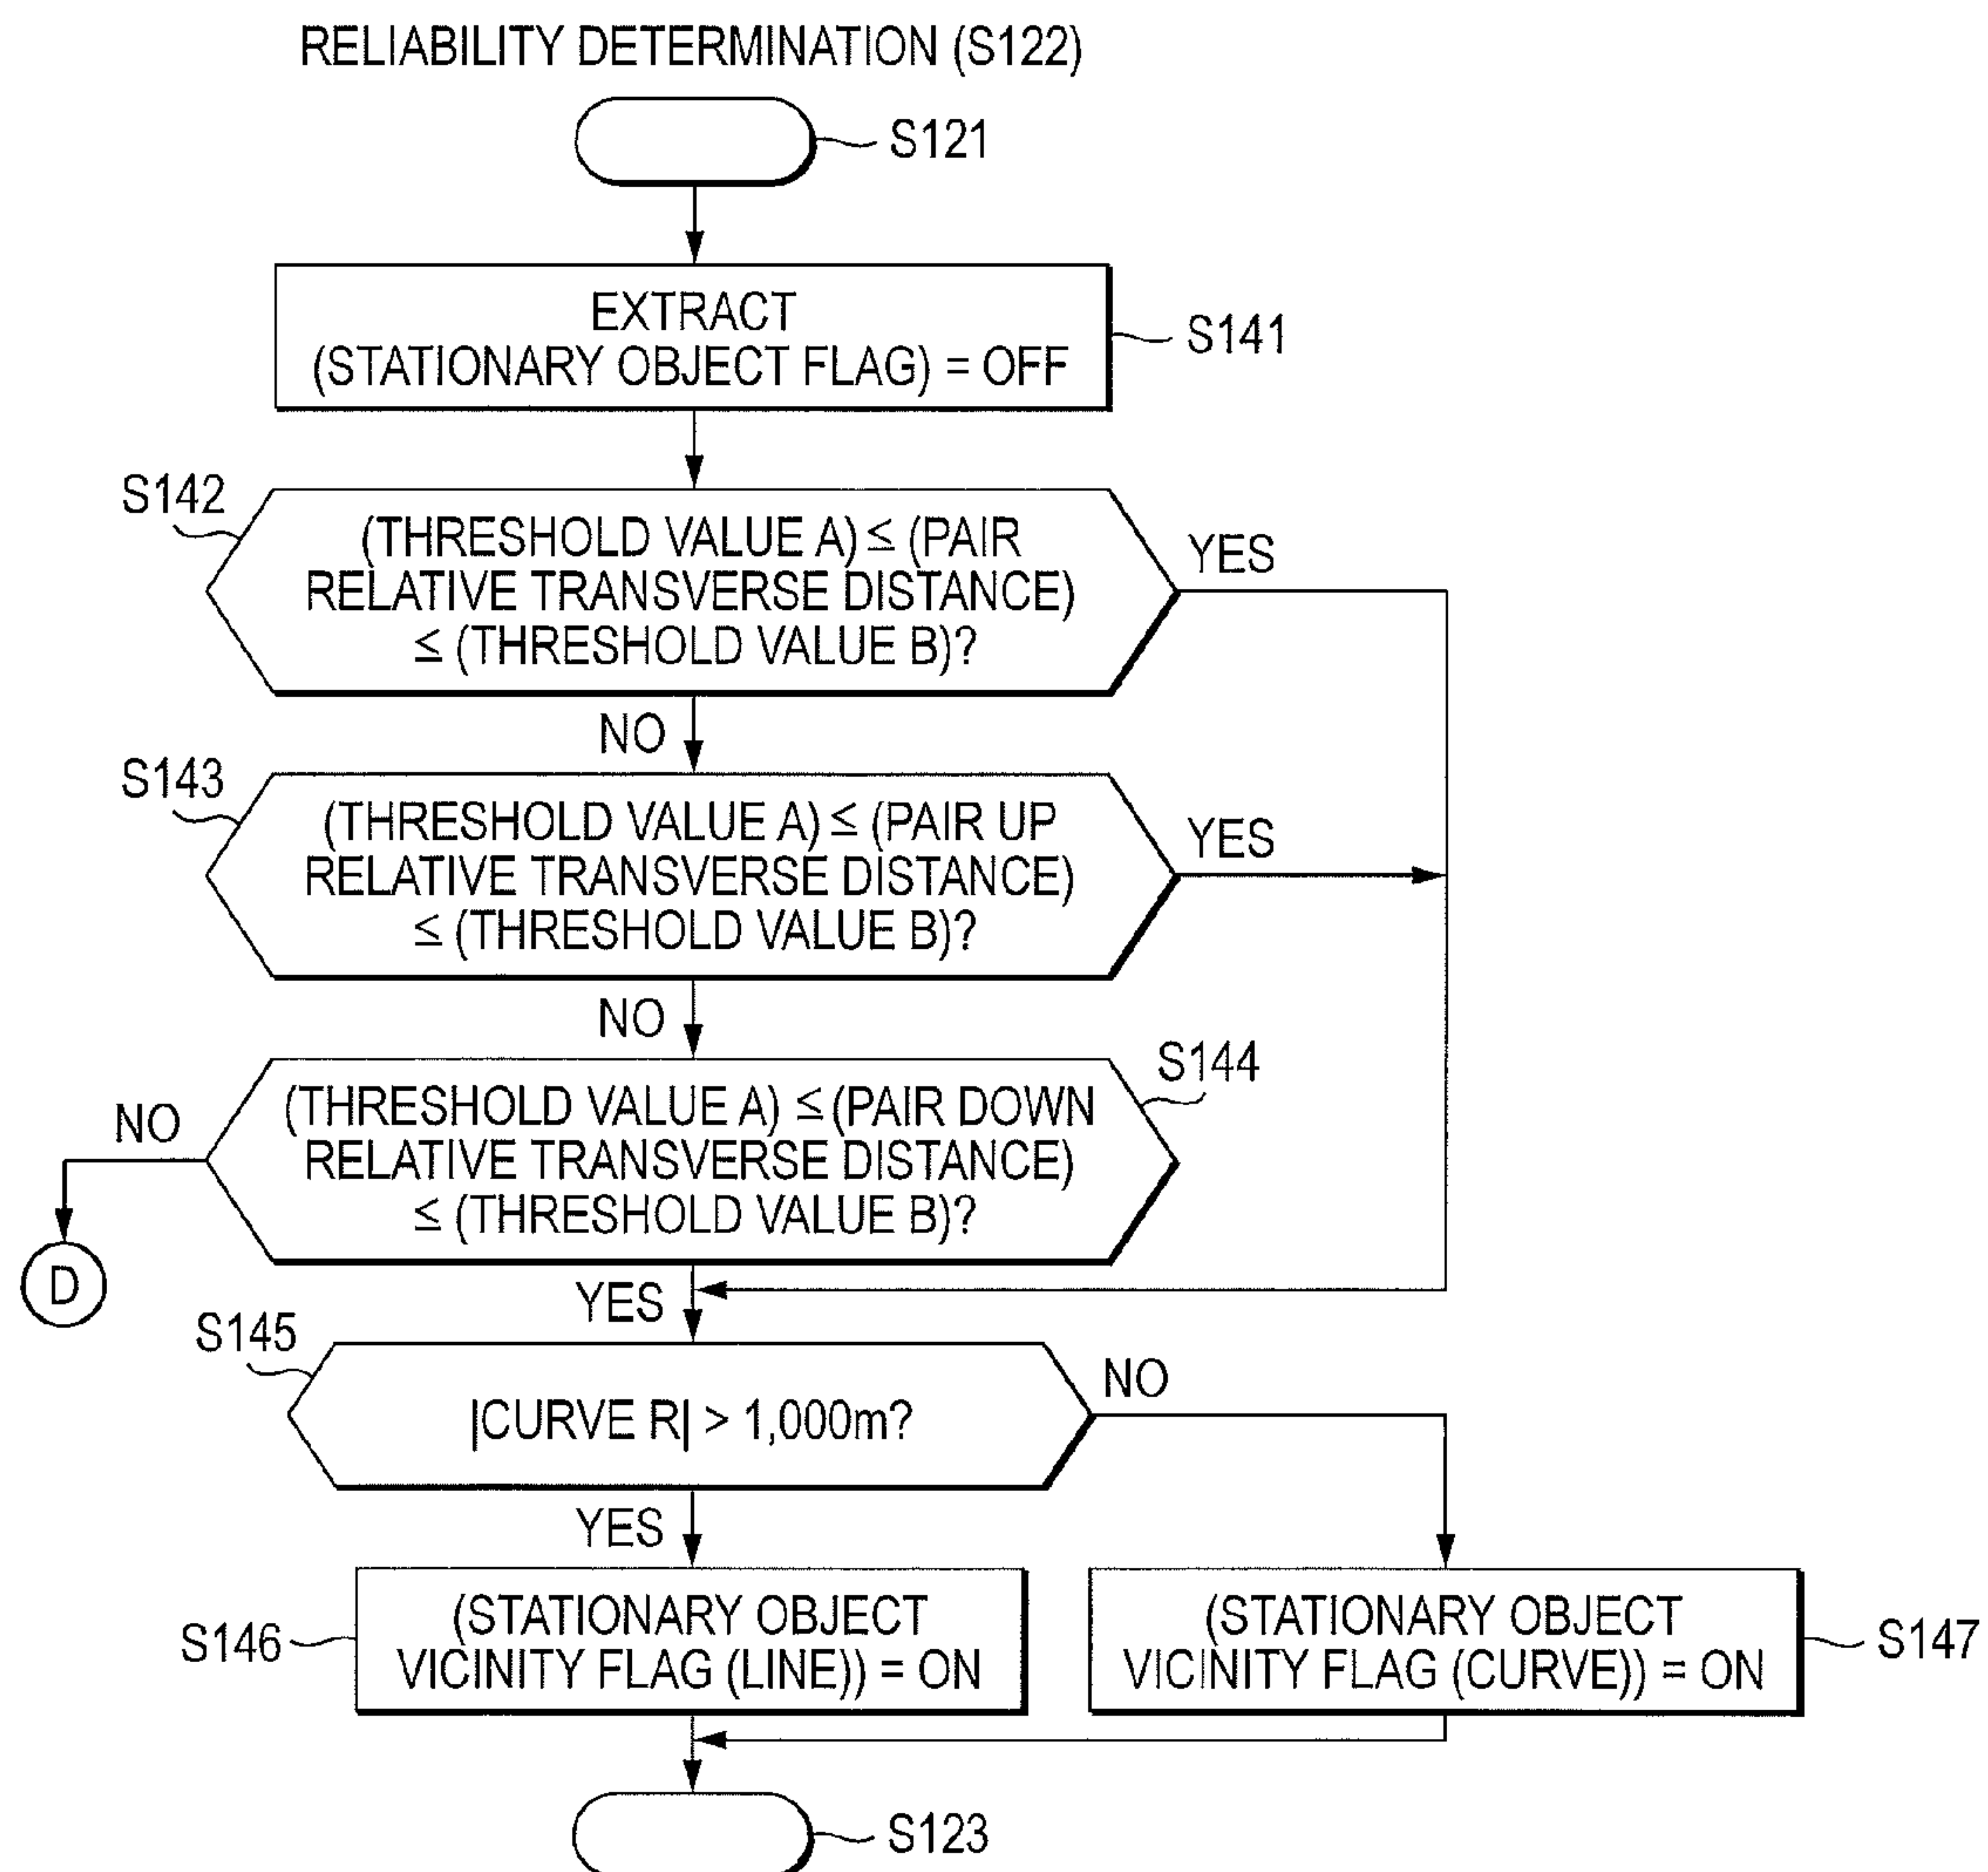 RELIABILITY DETERMINATION (S122)
S121
EXTRACT
(STATIONARY OBJECT FLAG) = OFF
S141
S142
(THRESHOLD VALUE A) ≤ (PAIR
RELATIVE TRANSVERSE DISTANCE)
≤ (THRESHOLD VALUE B)?
YES
NO
S143
(THRESHOLD VALUE A) ≤ (PAIR UP
RELATIVE TRANSVERSE DISTANCE)
≤ (THRESHOLD VALUE B)?
YES
NO
S144
(THRESHOLD VALUE A) ≤ (PAIR DOWN
RELATIVE TRANSVERSE DISTANCE)
≤ (THRESHOLD VALUE B)?
NO
D
YES
S145
|CURVE R| > 1,000m?
NO
YES
S146
(STATIONARY OBJECT
VICINITY FLAG (LINE)) = ON
(STATIONARY OBJECT
VICINITY FLAG (CURVE)) = ON
S147
S123